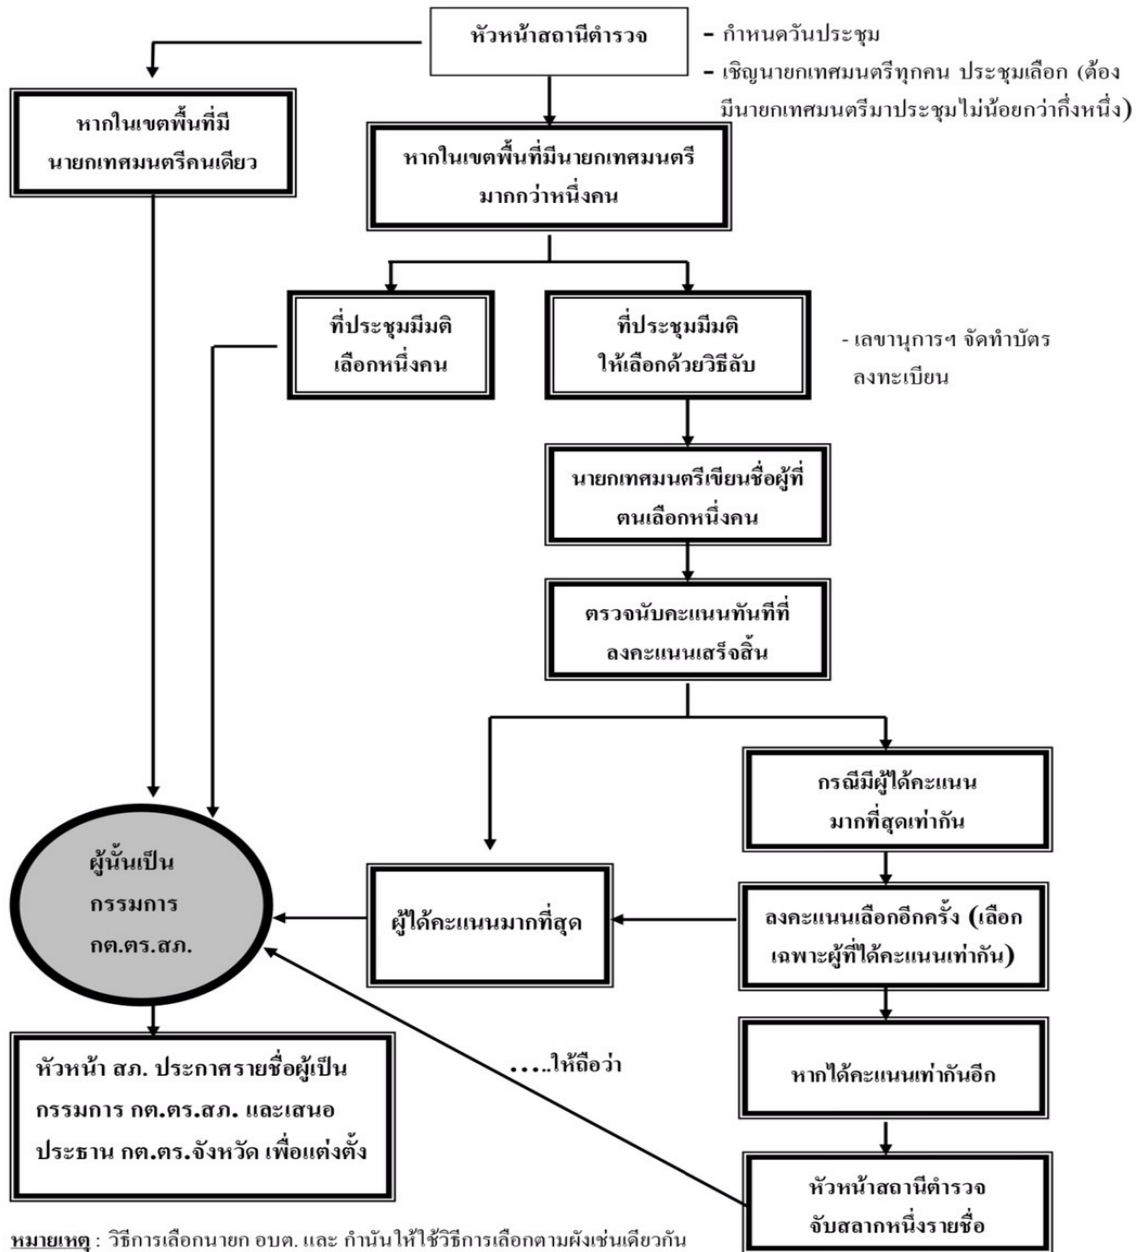 หัวหน้าสถานีตำรวจ
- กำหนดวันประชุม
- เชิญนายกเทศมนตรีทุกคน ประชุมเลือก (ต้อง
มีนายกเทศมนตรีมาประชุมไม่น้อยกว่ากึ่งหนึ่ง)
หากในเขตพื้นที่มี
นายกเทศมนตรีคนเดียว
หากในเขตพื้นที่มีนายกเทศมนตรี
มากกว่าหนึ่งคน
ที่ประชุมมีมติ
เลือกหนึ่งคน
ที่ประชุมมีมติ
ให้เลือกด้วยวิธีลับ
- เลขานุการฯ จัดทำบัตร
ลงทะเบียน
นายกเทศมนตรีเขียนชื่อผู้ที่
ตนเลือกหนึ่งคน
ตรวจนับคะแนนทันทีที่
ลงคะแนนเสร็จสิ้น
กรณีมีผู้ได้คะแนน
มากที่สุดเท่ากัน
ผู้นั้นเป็น
กรรมการ
กต.ตร.สภ.
ผู้ได้คะแนนมากที่สุด
ลงคะแนนเลือกอีกครั้ง (เลือก
เฉพาะผู้ที่ได้คะแนนเท่ากัน)
หัวหน้า สภ. ประกาศรายชื่อผู้เป็น
กรรมการ กต.ตร.สภ. และเสนอ
ประธาน กต.ตร.จังหวัด เพื่อแต่งตั้ง
.....ให้ถือว่า
หากได้คะแนนเท่ากันอีก
หัวหน้าสถานีตำรวจ
จับสลากหนึ่งรายชื่อ
หมายเหตุ : วิธีการเลือกนายก อบต. และ กำนันให้ใช้วิธีการเลือกตามผังเช่นเดียวกัน